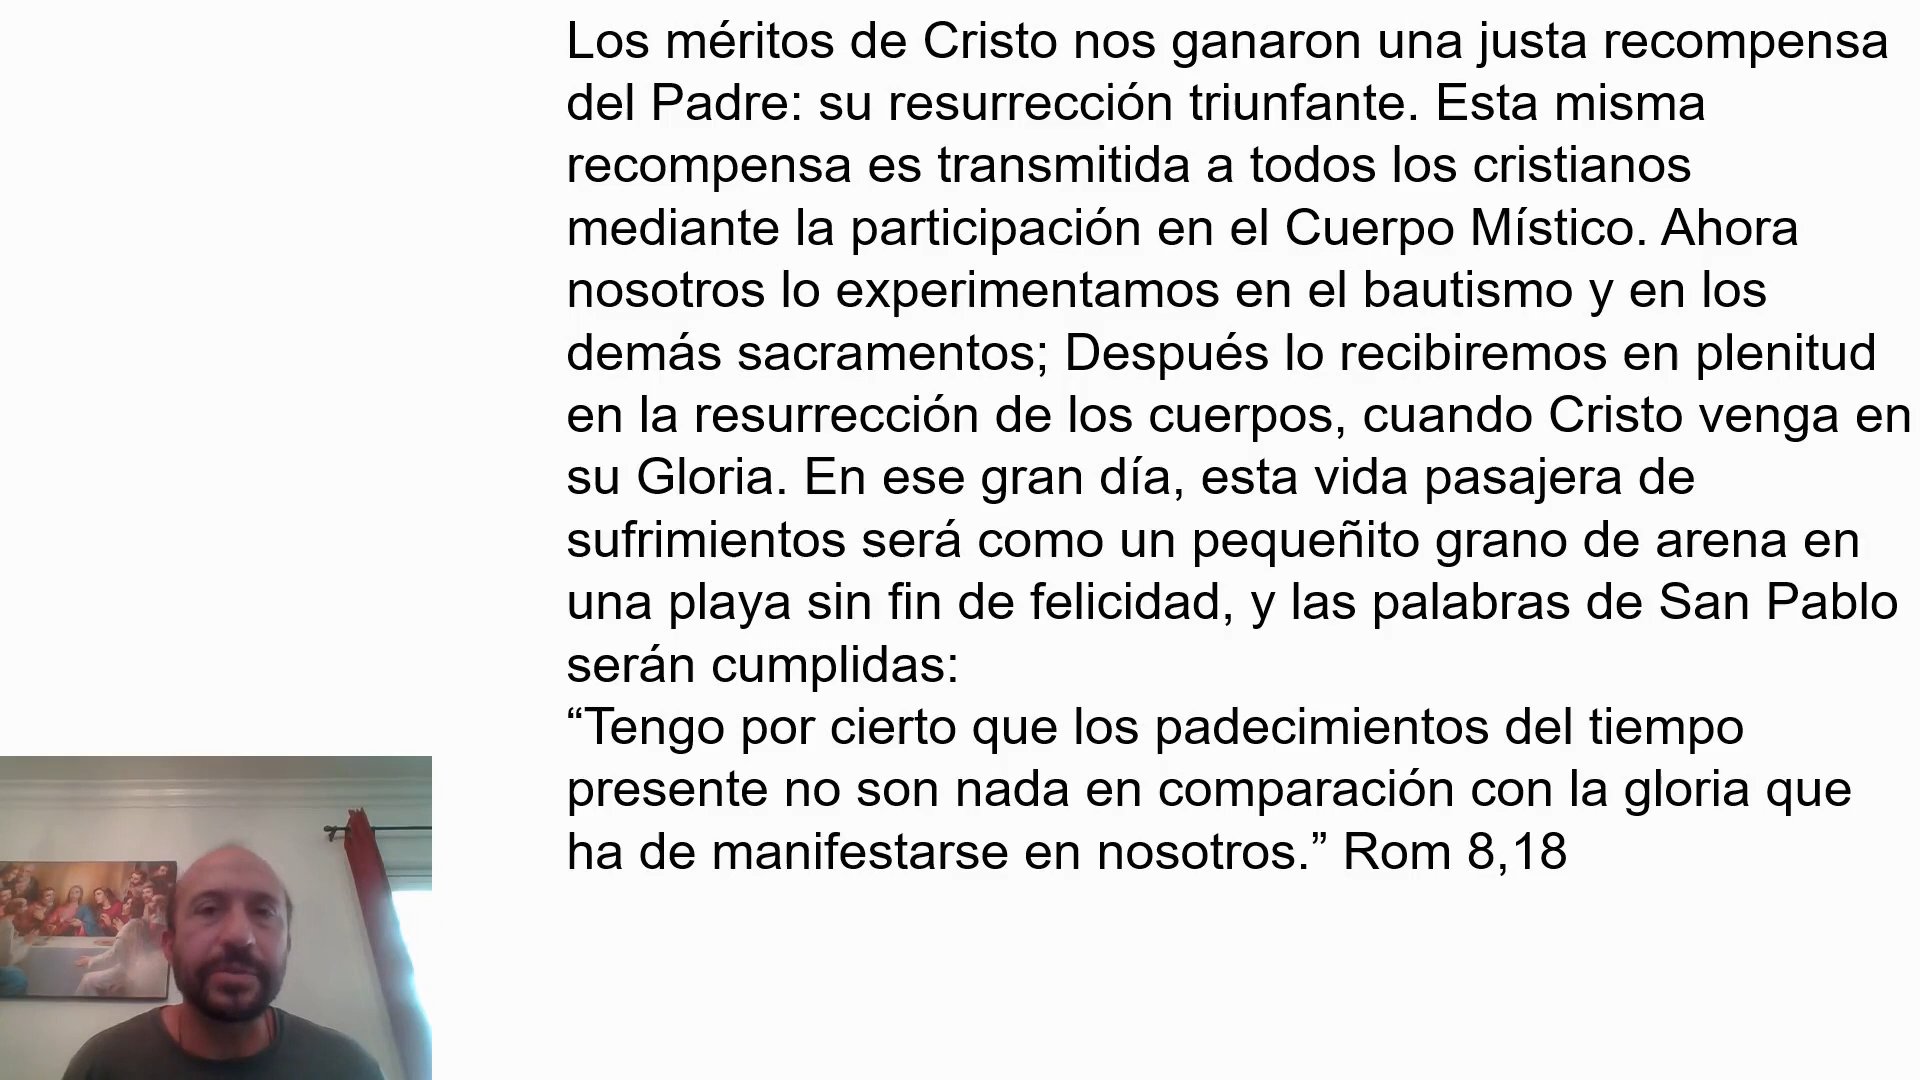 Los méritos de Cristo nos ganaron una justa recompensa
del Padre: su resurrección triunfante. Esta misma
recompensa es transmitida a todos los cristianos
mediante la participación en el Cuerpo Místico. Ahora
nosotros lo experimentamos en el bautismo y en los
demás sacramentos; Después lo recibiremos en plenitud
en la resurrección de los cuerpos, cuando Cristo venga en
su Gloria. En ese gran día, esta vida pasajera de
sufrimientos será como un pequeñito grano de arena en
una playa sin fin de felicidad, y las palabras de San Pablo
serán cumplidas:
“Tengo por cierto que los padecimientos del tiempo
presente no son nada en comparación con la gloria que
ha de manifestarse en nosotros.” Rom 8,18